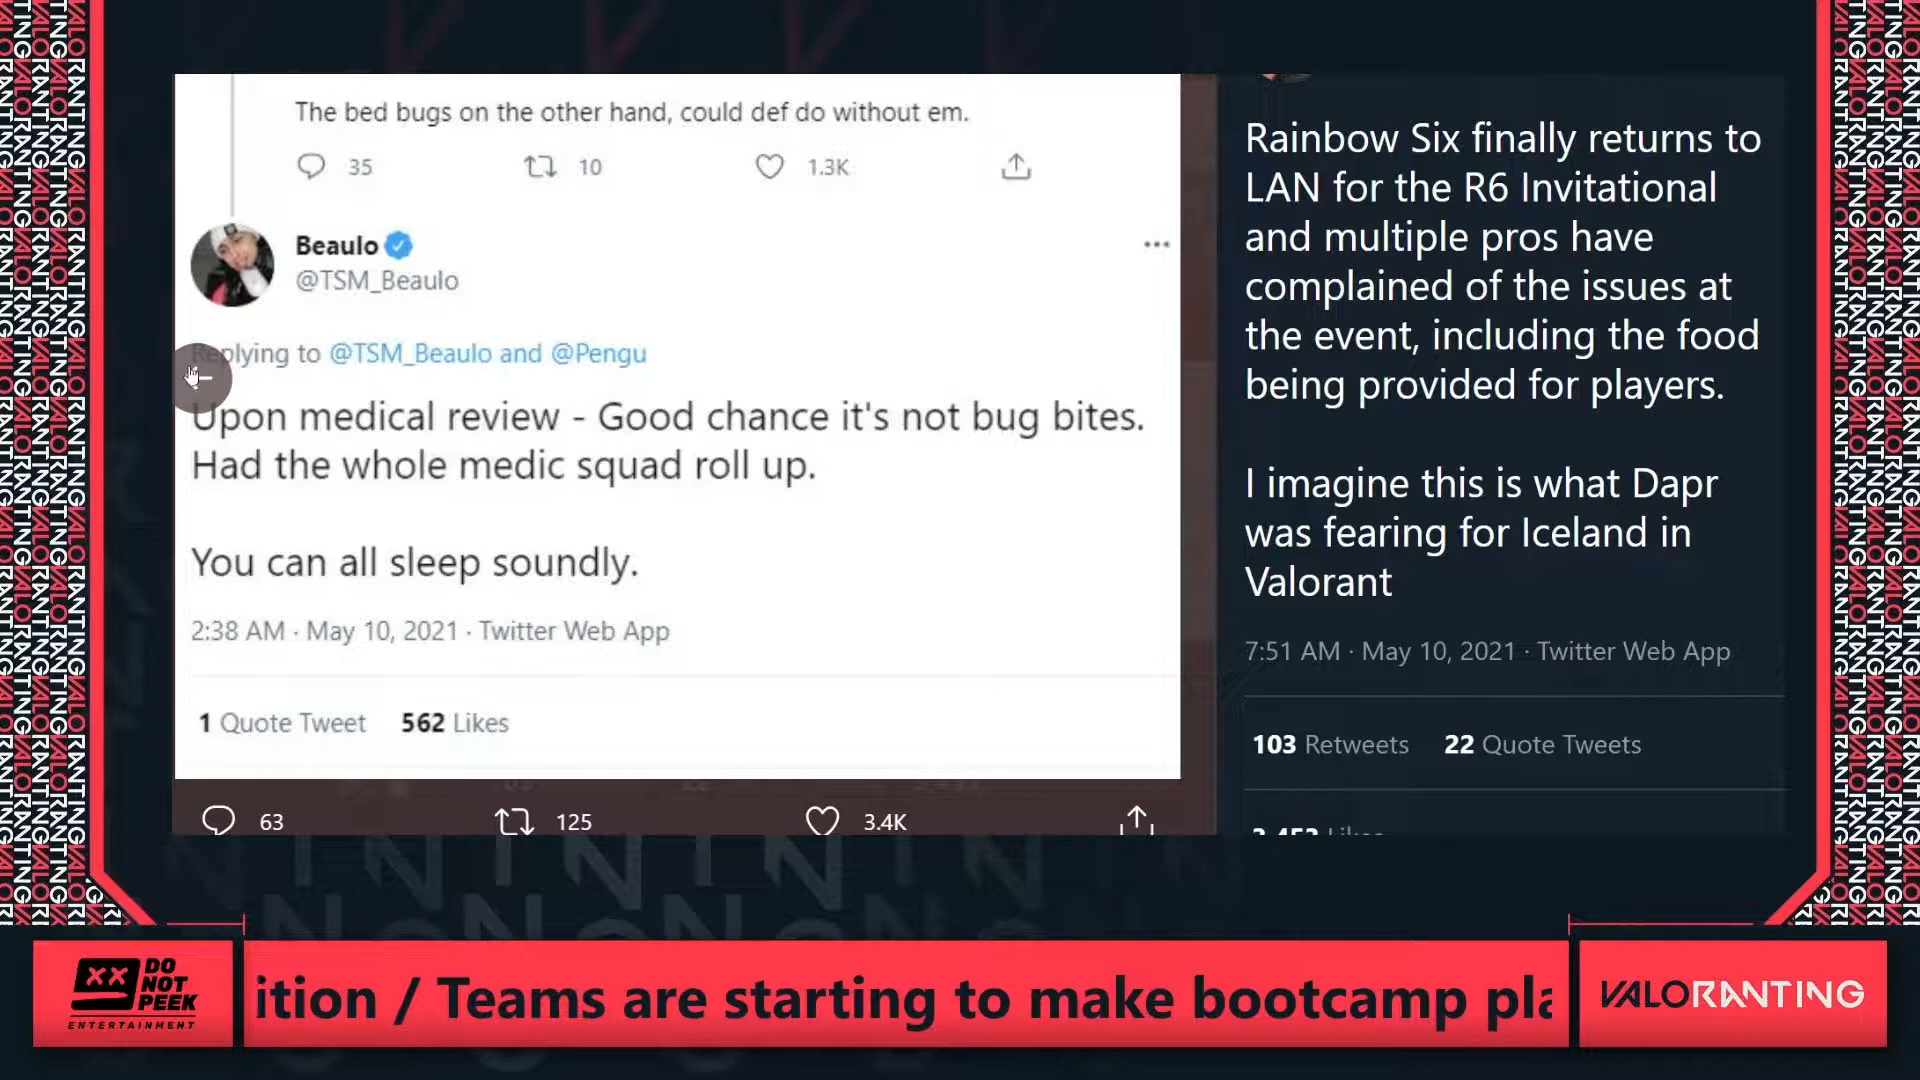 The bed bugs on the other hand, could def do without em.
35 10 1.3K
Beaulo
@TSM_Beaulo
Replying to @TSM_Beaulo and @Pengu
Upon medical review - Good chance it's not bug bites.
Had the whole medic squad roll up.
You can all sleep soundly.
2:38 AM · May 10, 2021 · Twitter Web App
1 Quote Tweet 562 Likes
63 125 3.4K
Rainbow Six finally returns to
LAN for the R6 Invitational
and multiple pros have
complained of the issues at
the event, including the food
being provided for players.
I imagine this is what Dapr
was fearing for Iceland in
Valorant
7:51 AM · May 10, 2021 · Twitter Web App
103 Retweets 22 Quote Tweets
DO
NOT
PEEK
ENTERTAINMENT
ition / Teams are starting to make bootcamp pla
VALORANTING